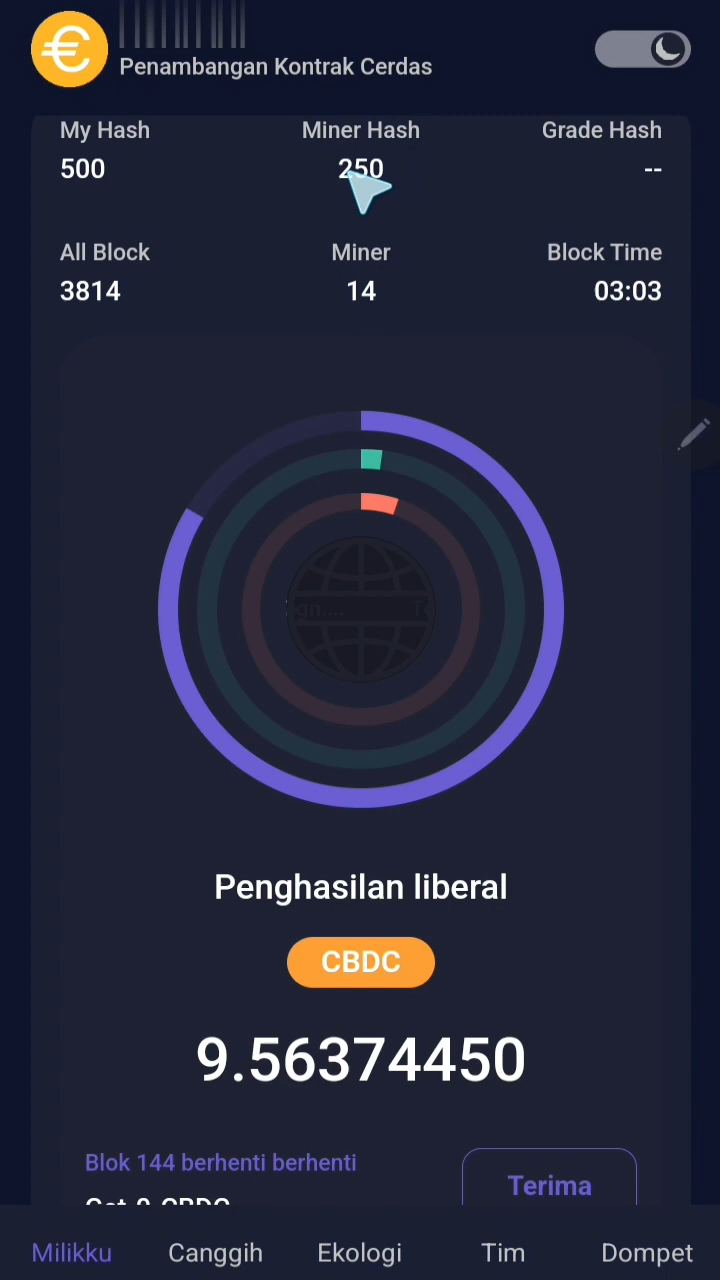 Penambangan Kontrak Cerdas
My Hash Miner Hash Grade Hash
500 250 --
All Block Miner Block Time
3814 14 03:03
Penghasilan liberal
CBDC
9.56374450
Blok 144 berhenti berhenti
Terima
Milikku Canggih Ekologi Tim Dompet